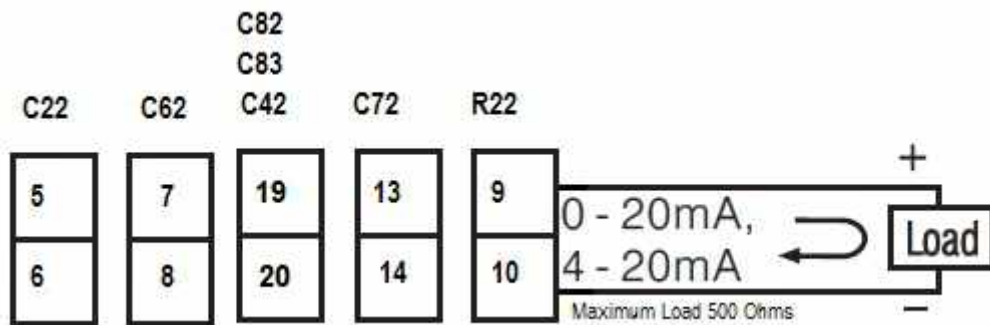 C82
C83
C22 C62 C42 C72 R22
+
5 7 19 13 9
0 - 20mA,
Load
6 8 20 14 10
4 - 20mA
Maximum Load 500 Ohms
−